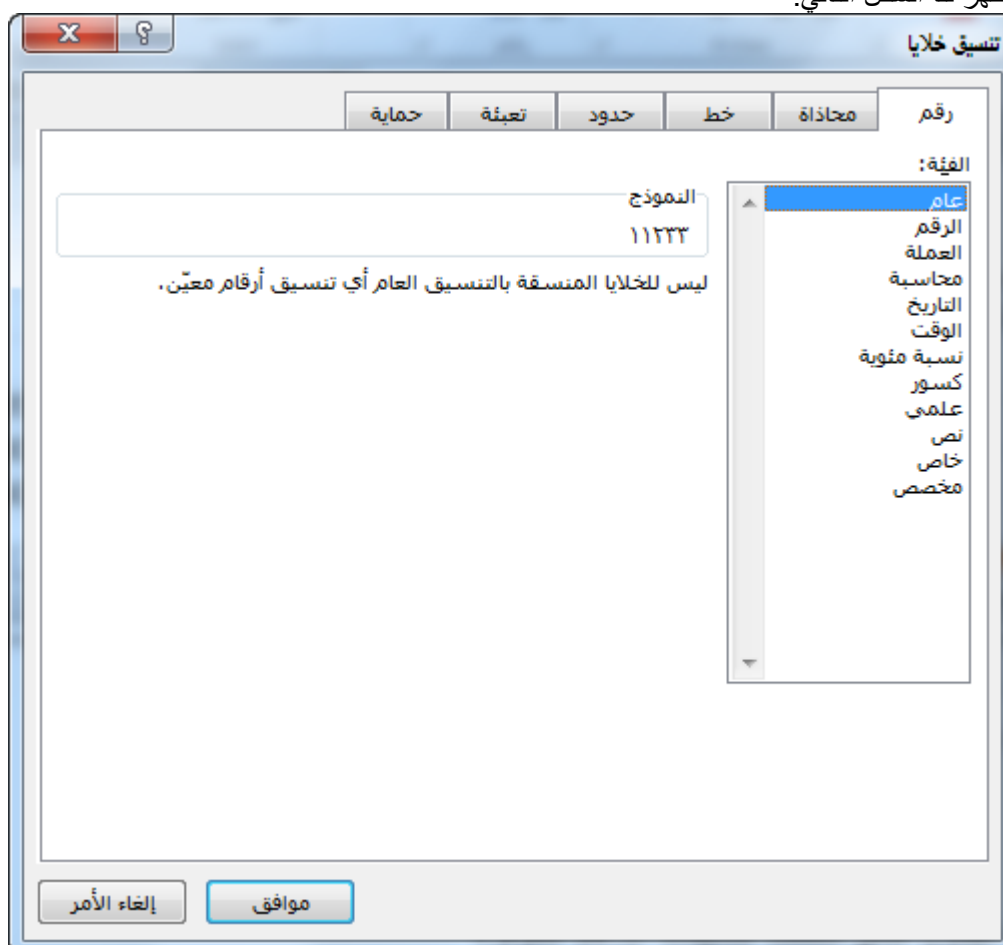 تنسيق خلايا
رقم محاذاة خط حدود تعبئة حماية
الفئة:
عام
الرقم
العملة
محاسبة
التاريخ
الوقت
نسبة مئوية
كسور
علمي
نص
خاص
مخصص
النموذج
١١٢٣٣
ليس للخلايا المنسقة بالتنسيق العام أي تنسيق أرقام معيّن.
موافق إلغاء الأمر